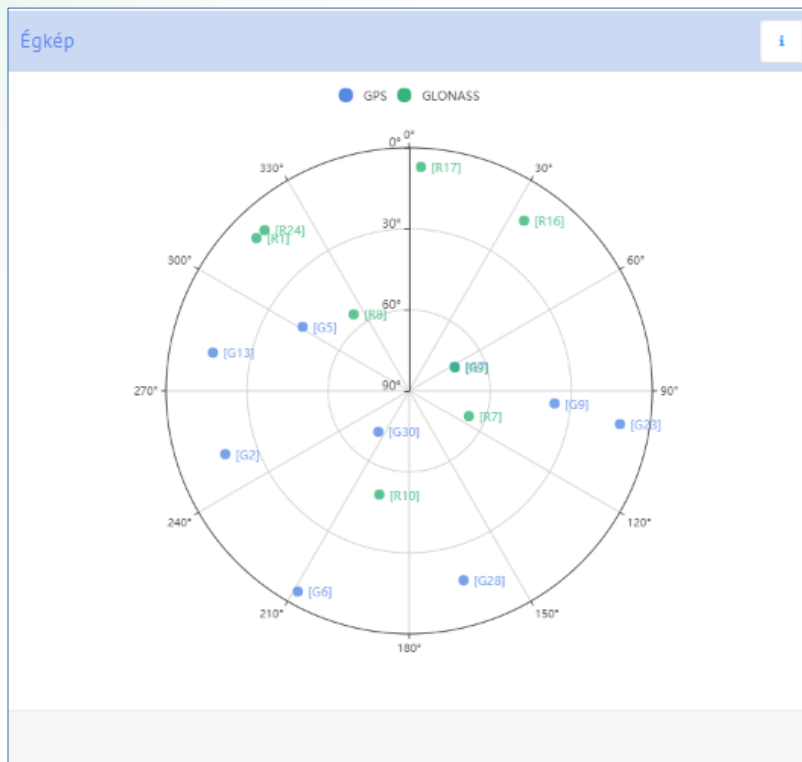 Égkép
i
GPS GLONASS
0°
0°
330° 30°
[R17]
[R16]
30°
[R24]
[R1]
300° 60°
60°
[R8]
[G5]
[G13]
90°
270° 90°
[G9]
[R7]
[G23]
[G30]
[G2]
[R10]
240° 120°
[G28]
[G6]
210° 150°
180°